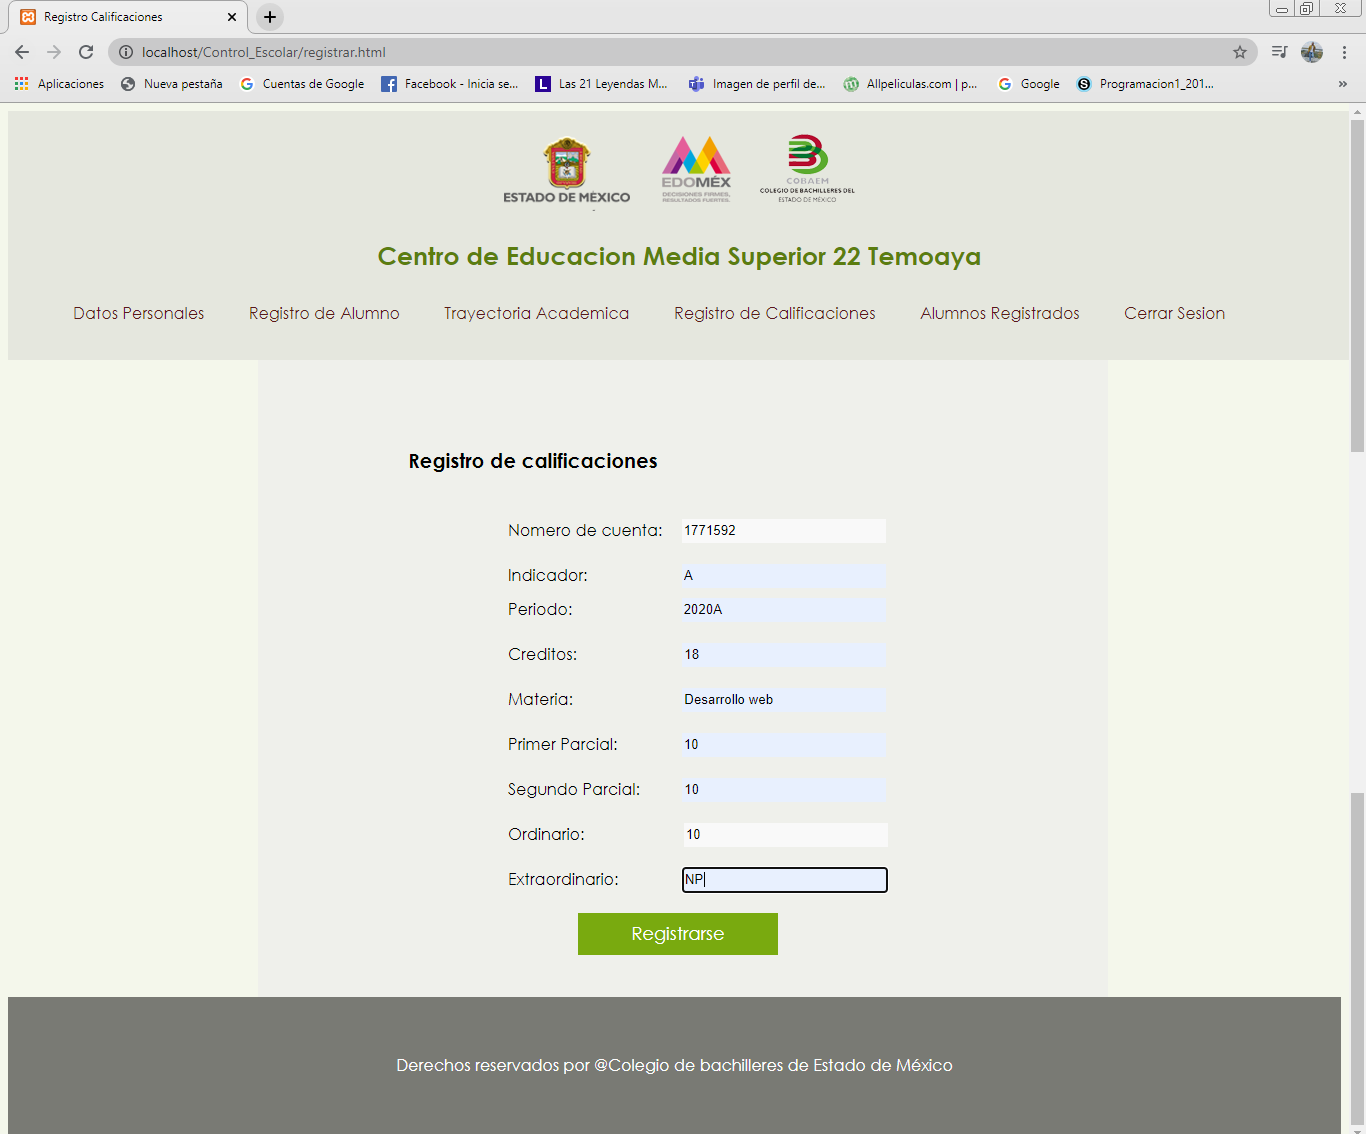 Registro Calificaciones
localhost/Control_Escolar/registrar.html
Aplicaciones Nueva pestaña Cuentas de Google Facebook - Inicia se... L Las 21 Leyendas M... Imagen de perfil de... Allpeliculas.com | p... Google S Programacion1_201... »
ESTADO DE MÉXICO
EDOMÉX
DECISIONES FIRMES,
RESULTADOS FUERTES.
COBAEM
COLEGIO DE BACHILLERES DEL
ESTADO DE MÉXICO
Centro de Educacion Media Superior 22 Temoaya
Datos Personales Registro de Alumno Trayectoria Academica Registro de Calificaciones Alumnos Registrados Cerrar Sesion
Registro de calificaciones
Nomero de cuenta: 1771592
Indicador: A
Periodo: 2020A
Creditos: 18
Materia: Desarrollo web
Primer Parcial: 10
Segundo Parcial: 10
Ordinario: 10
Extraordinario: NP
Registrarse
Derechos reservados por @Colegio de bachilleres de Estado de México